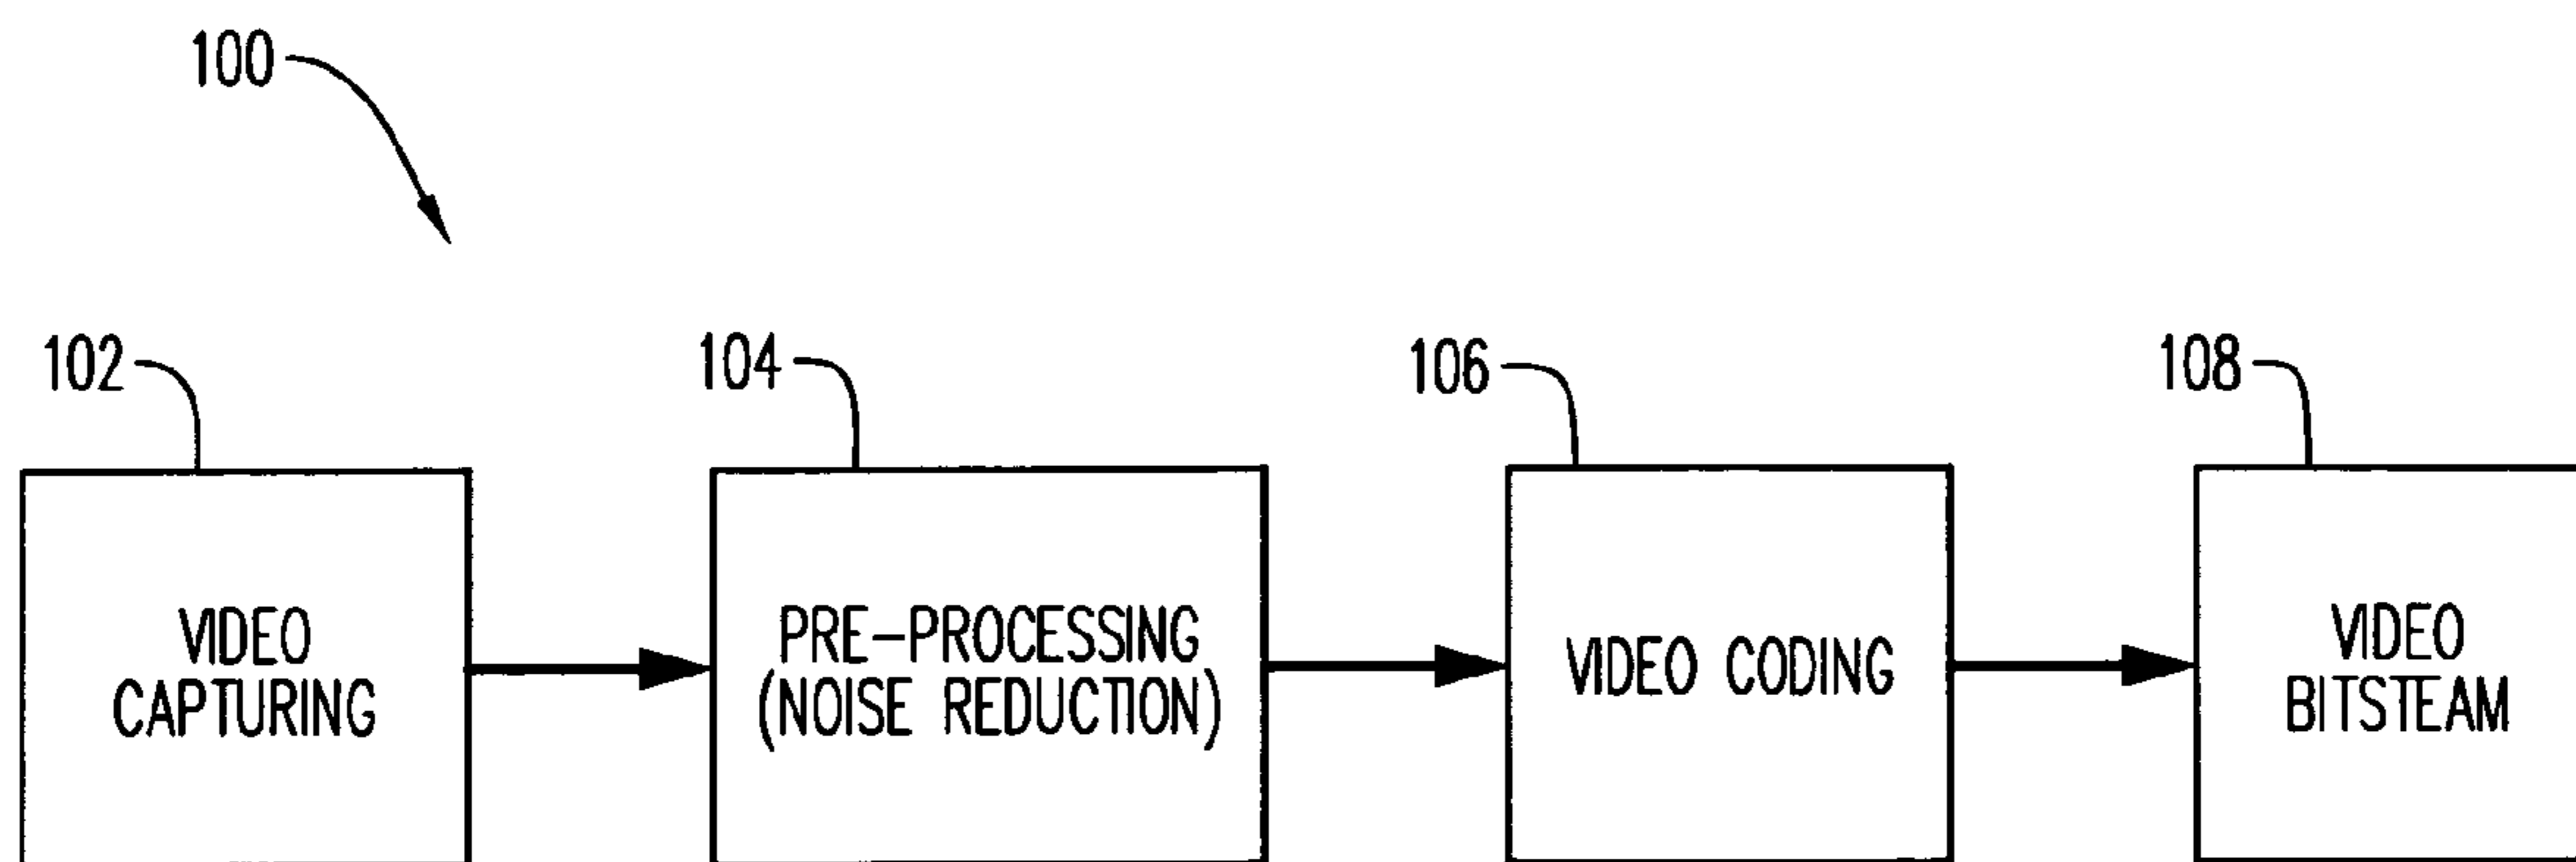 100
102
104
106
108
VIDEO
CAPTURING
PRE-PROCESSING
(NOISE REDUCTION)
VIDEO CODING
VIDEO
BITSTEAM